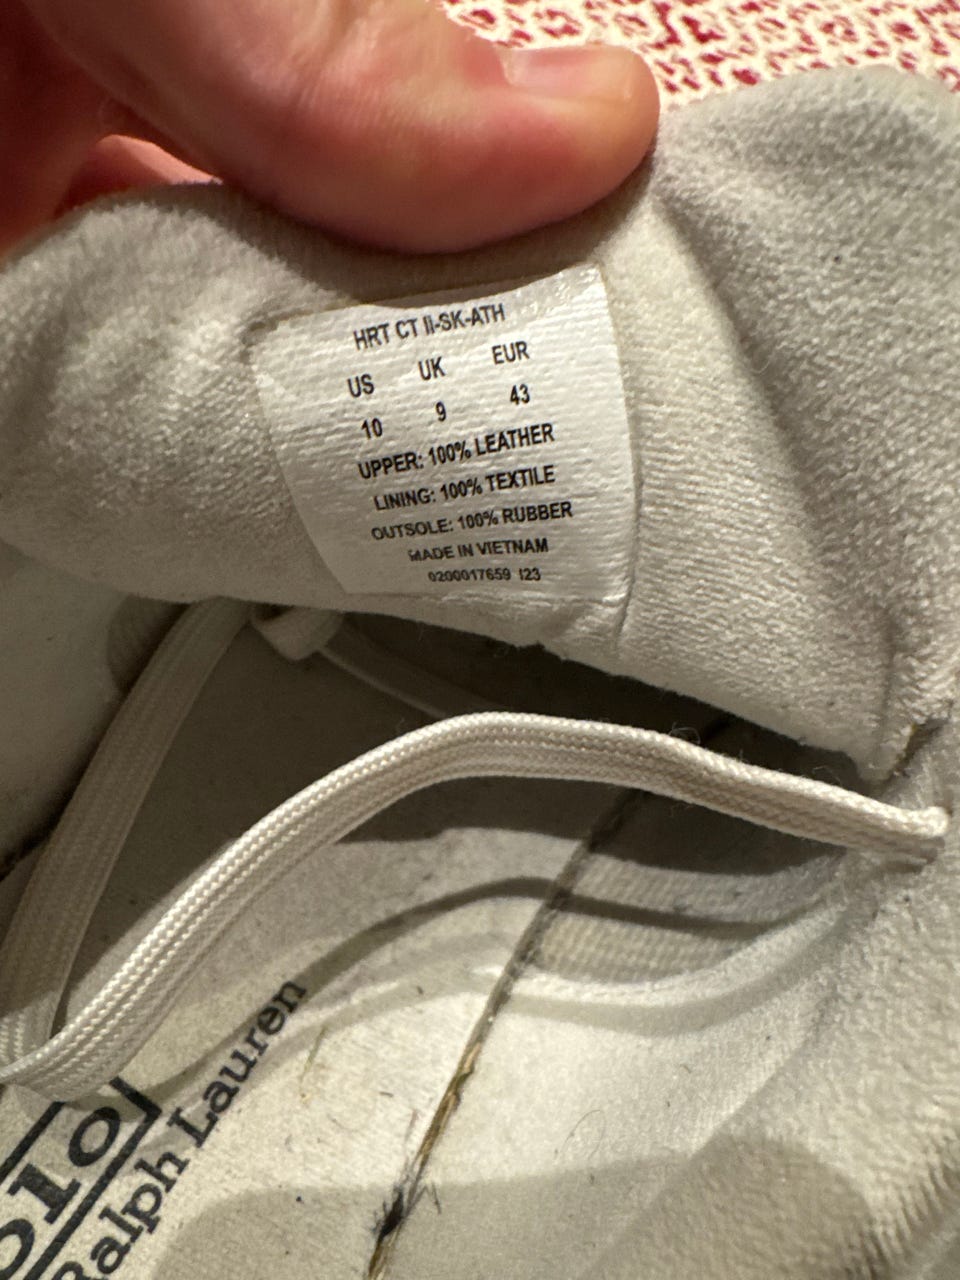 HRT CT II-SK-ATH
US UK EUR
10 9 43
UPPER: 100% LEATHER
LINING: 100% TEXTILE
OUTSOLE: 100% RUBBER
MADE IN VIETNAM
0200017659 I23
olo
Ralph Lauren